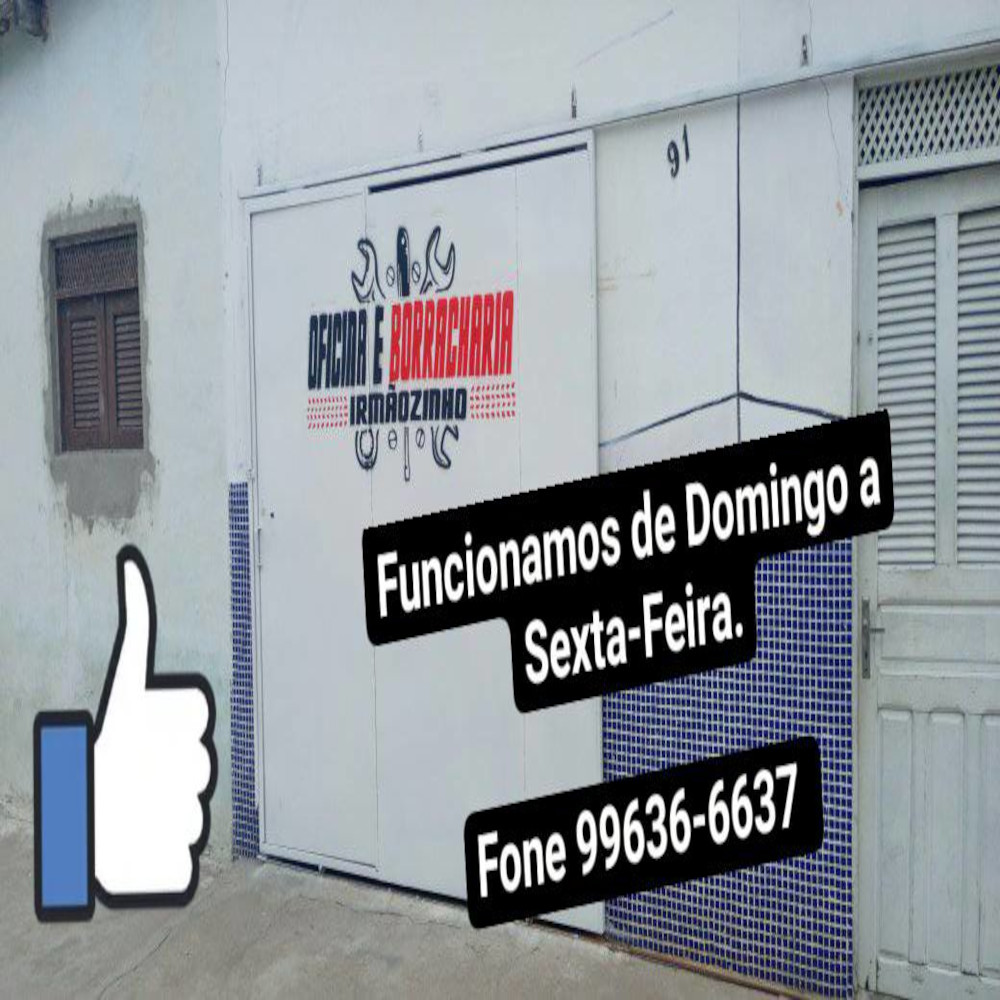 91
OFICINA E BORRACHARIA
IRMÃOZINHO
Funcionamos de Domingo a
Sexta-Feira.
Fone 99636-6637